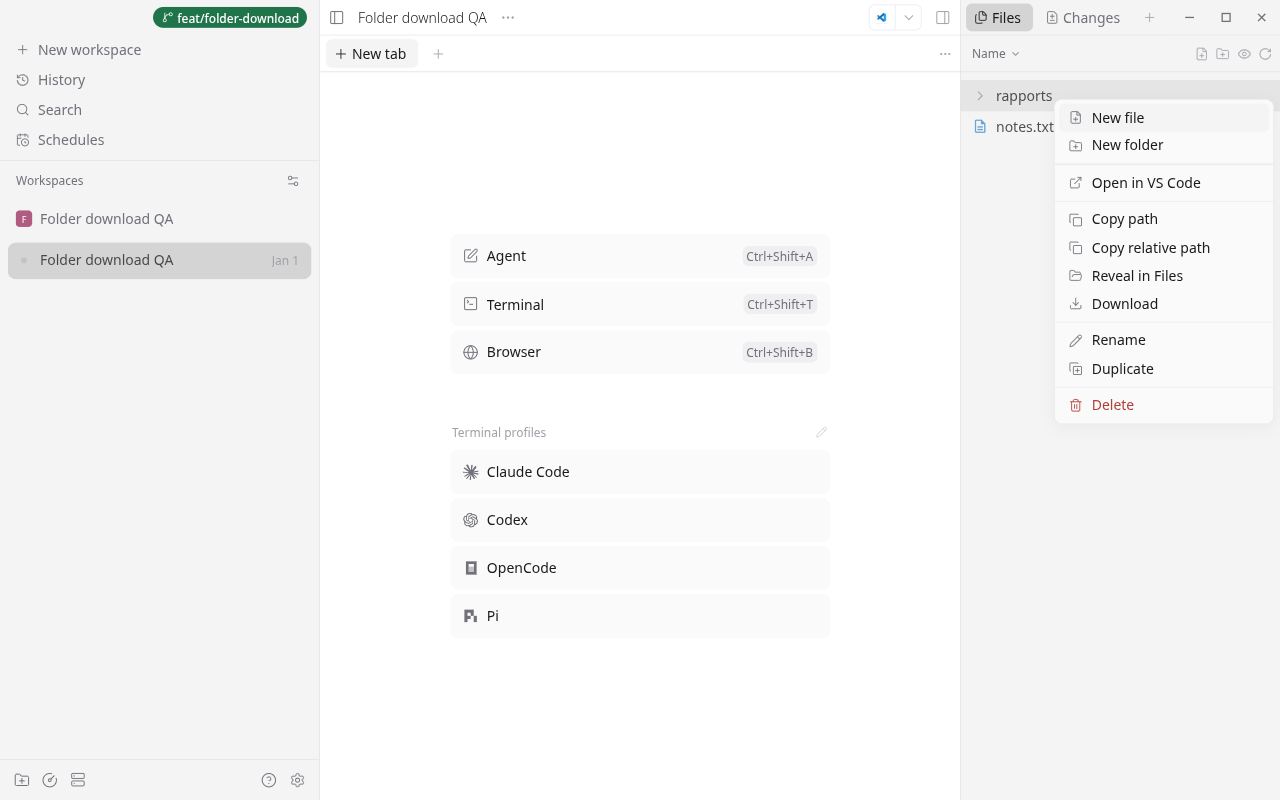 feat/folder-download
New workspace
History
Search
Schedules
Workspaces
F Folder download QA
Folder download QA Jan 1
Folder download QA
New tab
Agent Ctrl+Shift+A
Terminal Ctrl+Shift+T
Browser Ctrl+Shift+B
Terminal profiles
Claude Code
Codex
OpenCode
Pi
Files Changes
Name
rapports
notes.txt
New file
New folder
Open in VS Code
Copy path
Copy relative path
Reveal in Files
Download
Rename
Duplicate
Delete